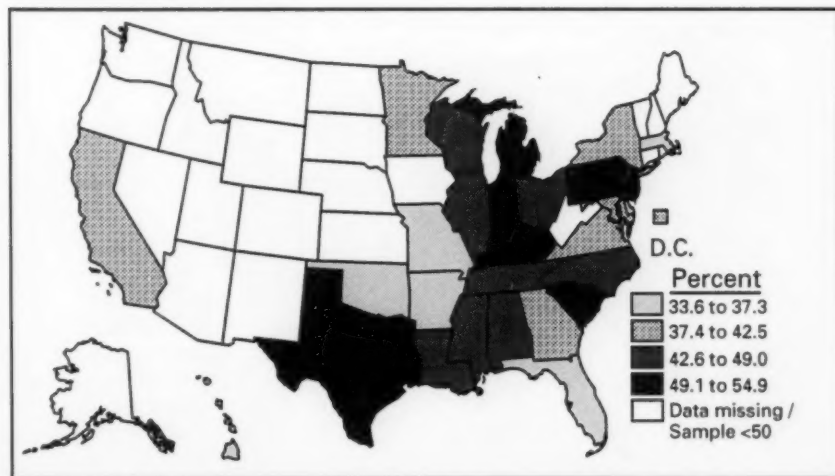 D.C.
Percent
33.6 to 37.3
37.4 to 42.5
42.6 to 49.0
49.1 to 54.9
Data missing /
Sample <50